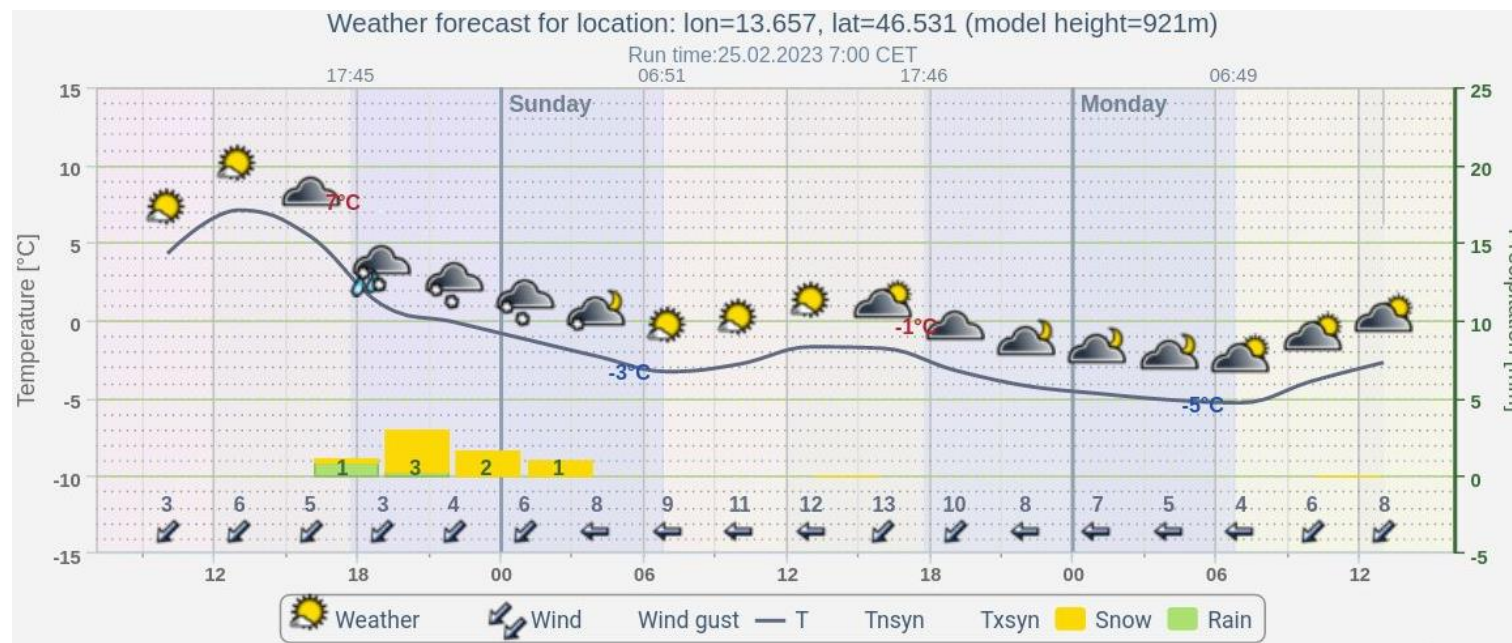 Weather forecast for location: lon=13.657, lat=46.531 (model height=921m)
Run time:25.02.2023 7:00 CET
17:45 06:51 17:46 06:49
Sunday Monday
15 10 5 0 -5 -10 -15
Temperature [°C]
7°C -3°C -1°C -5°C
1 3 2 1
3 6 5 3 4 6 8 9 11 12 13 10 8 7 5 4 6 8
12 18 00 06 12 18 00 06 12
25 20 15 10 5 0 -5
Weather Wind Wind gust T Tnsyn Txsyn Snow Rain